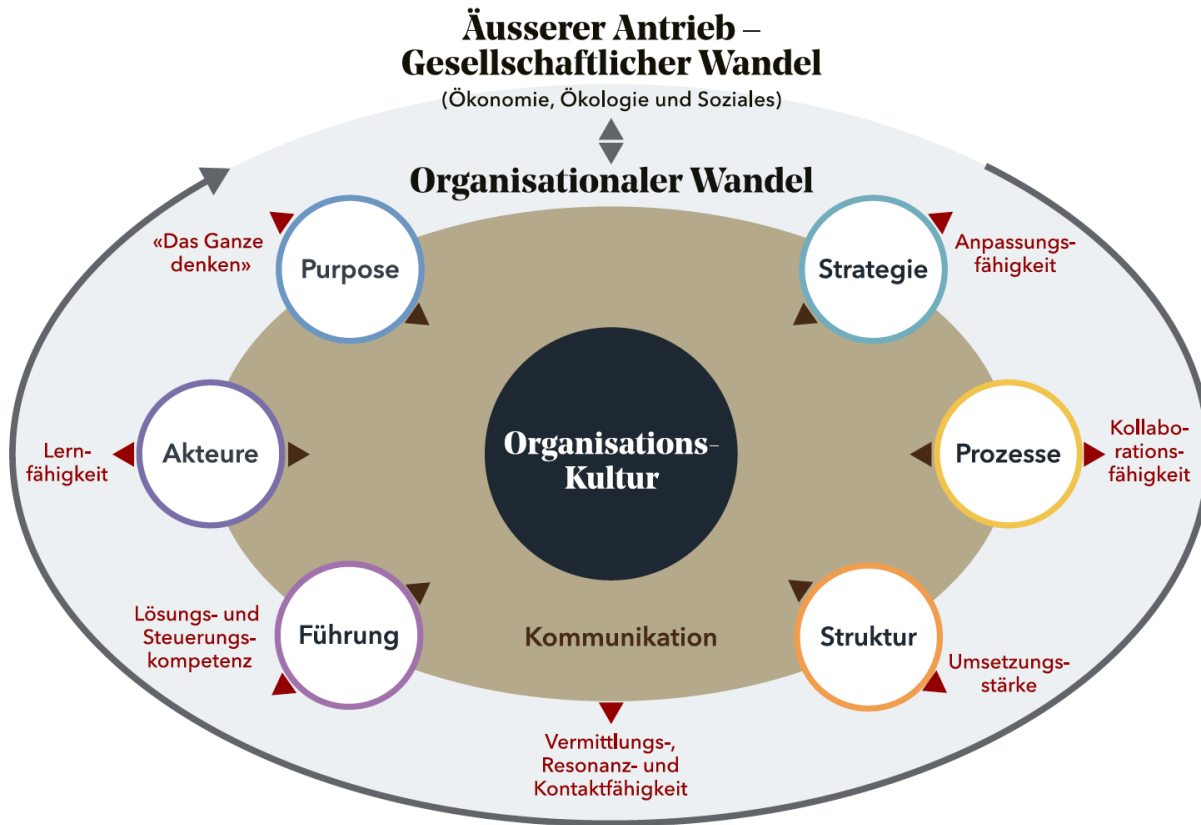 Äusserer Antrieb –
Gesellschaftlicher Wandel
(Ökonomie, Ökologie und Soziales)
Organisationaler Wandel
«Das Ganze
denken»
Purpose
Strategie
Anpassungs-
fähigkeit
Lern-
fähigkeit
Akteure
Organisations-
Kultur
Prozesse
Kollabo-
rations-
fähigkeit
Lösungs- und
Steuerungs-
kompetenz
Führung
Kommunikation
Struktur
Umsetzungs-
stärke
Vermittlungs-,
Resonanz- und
Kontaktfähigkeit